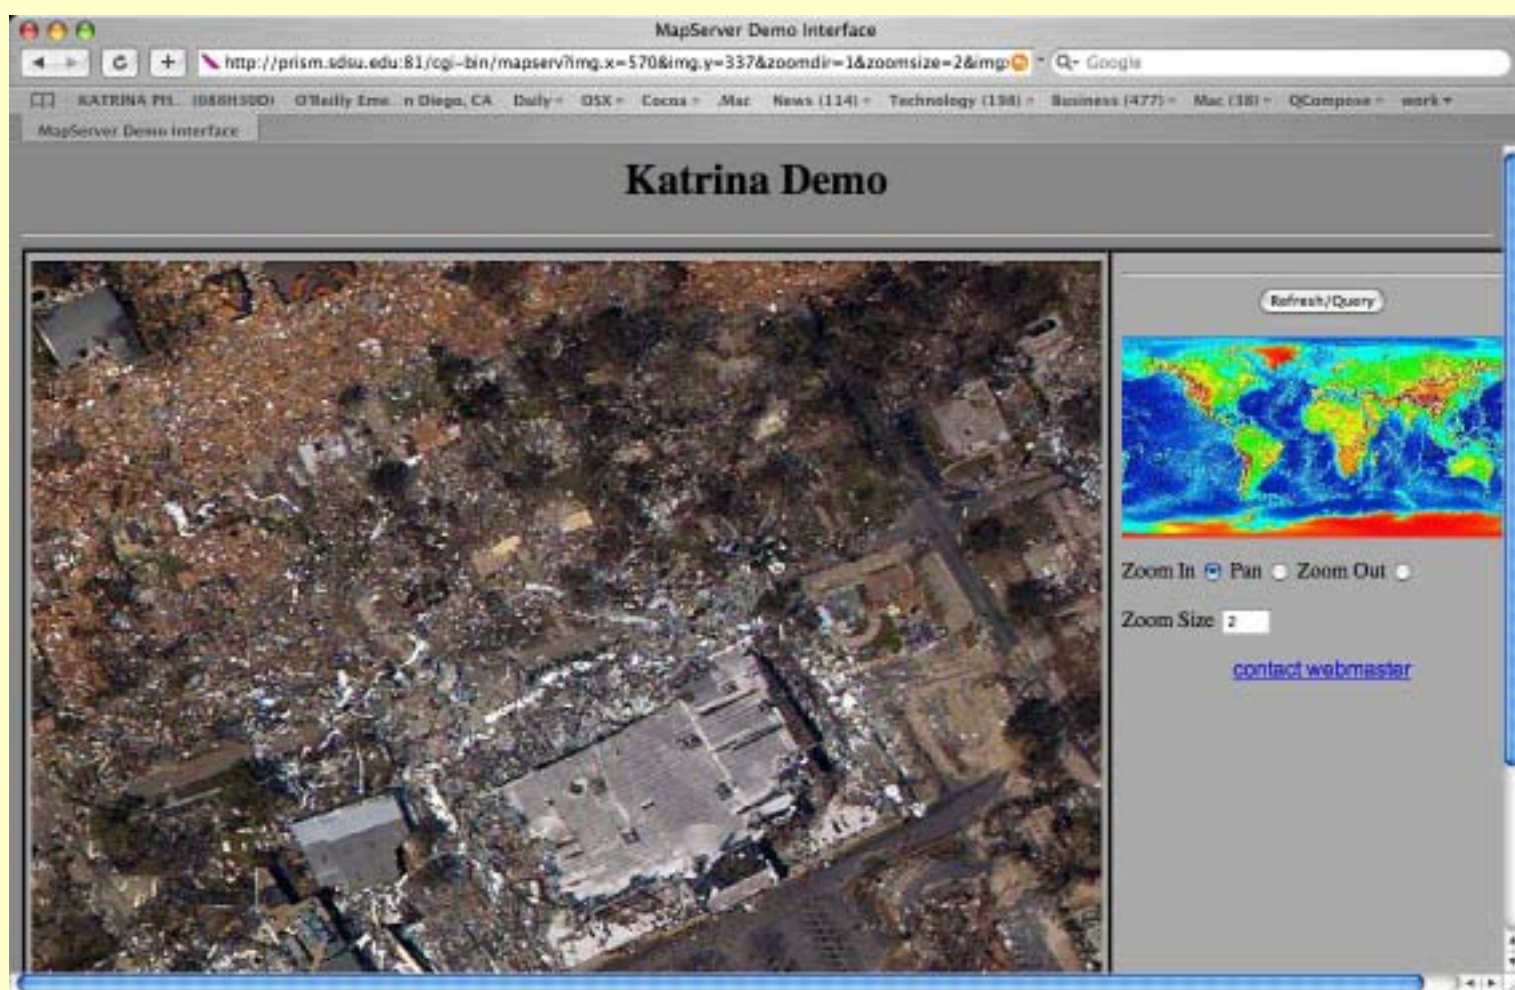 MapServer Demo Interface
http://prism.sdsu.edu:81/cgi-bin/mapserv?img.x=570&img.y=337&zoomdir=1&zoomsize=2&img
Google
KATRINA O'Reilly Eme n Diego, CA Daily OSX Cocoa .Mac News (114) Technology (198) Business (477) Mac (38) QCompose work
MapServer Demo Interface
Katrina Demo
Refresh/Query
Zoom In Pan Zoom Out
Zoom Size 2
contact webmaster